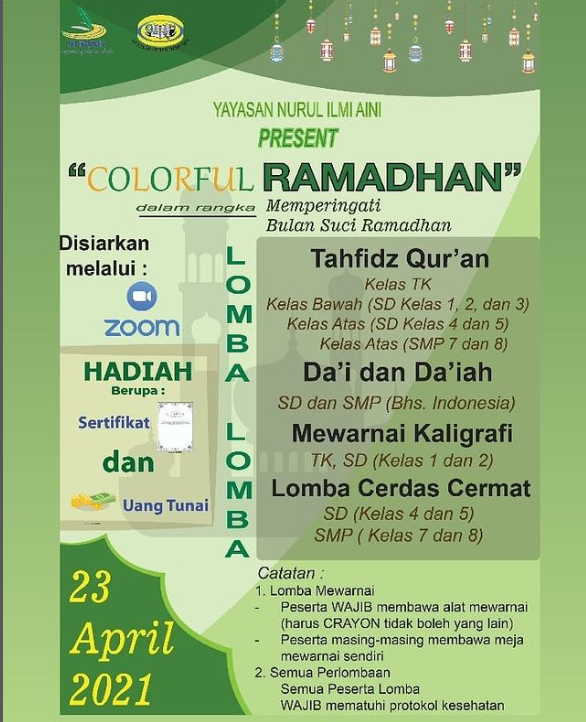 YAYASAN NURUL ILMI AINI
PRESENT
“COLORFUL RAMADHAN”
dalam rangka Memperingati
Bulan Suci Ramadhan
Disiarkan
melalui :
zoom
HADIAH
Berupa :
Sertifikat
dan
Uang Tunai
LOMBA LOMBA
Tahfidz Qur’an
Kelas TK
Kelas Bawah (SD Kelas 1, 2, dan 3)
Kelas Atas (SD Kelas 4 dan 5)
Kelas Atas (SMP 7 dan 8)
Da’i dan Da’iah
SD dan SMP (Bhs. Indonesia)
Mewarnai Kaligrafi
TK, SD (Kelas 1 dan 2)
Lomba Cerdas Cermat
SD (Kelas 4 dan 5)
SMP ( Kelas 7 dan 8)
23
April
2021
Catatan :
1. Lomba Mewarnai
- Peserta WAJIB membawa alat mewarnai
(harus CRAYON tidak boleh yang lain)
- Peserta masing-masing membawa meja
mewarnai sendiri
2. Semua Perlombaan
Semua Peserta Lomba
WAJIB mematuhi protokol kesehatan